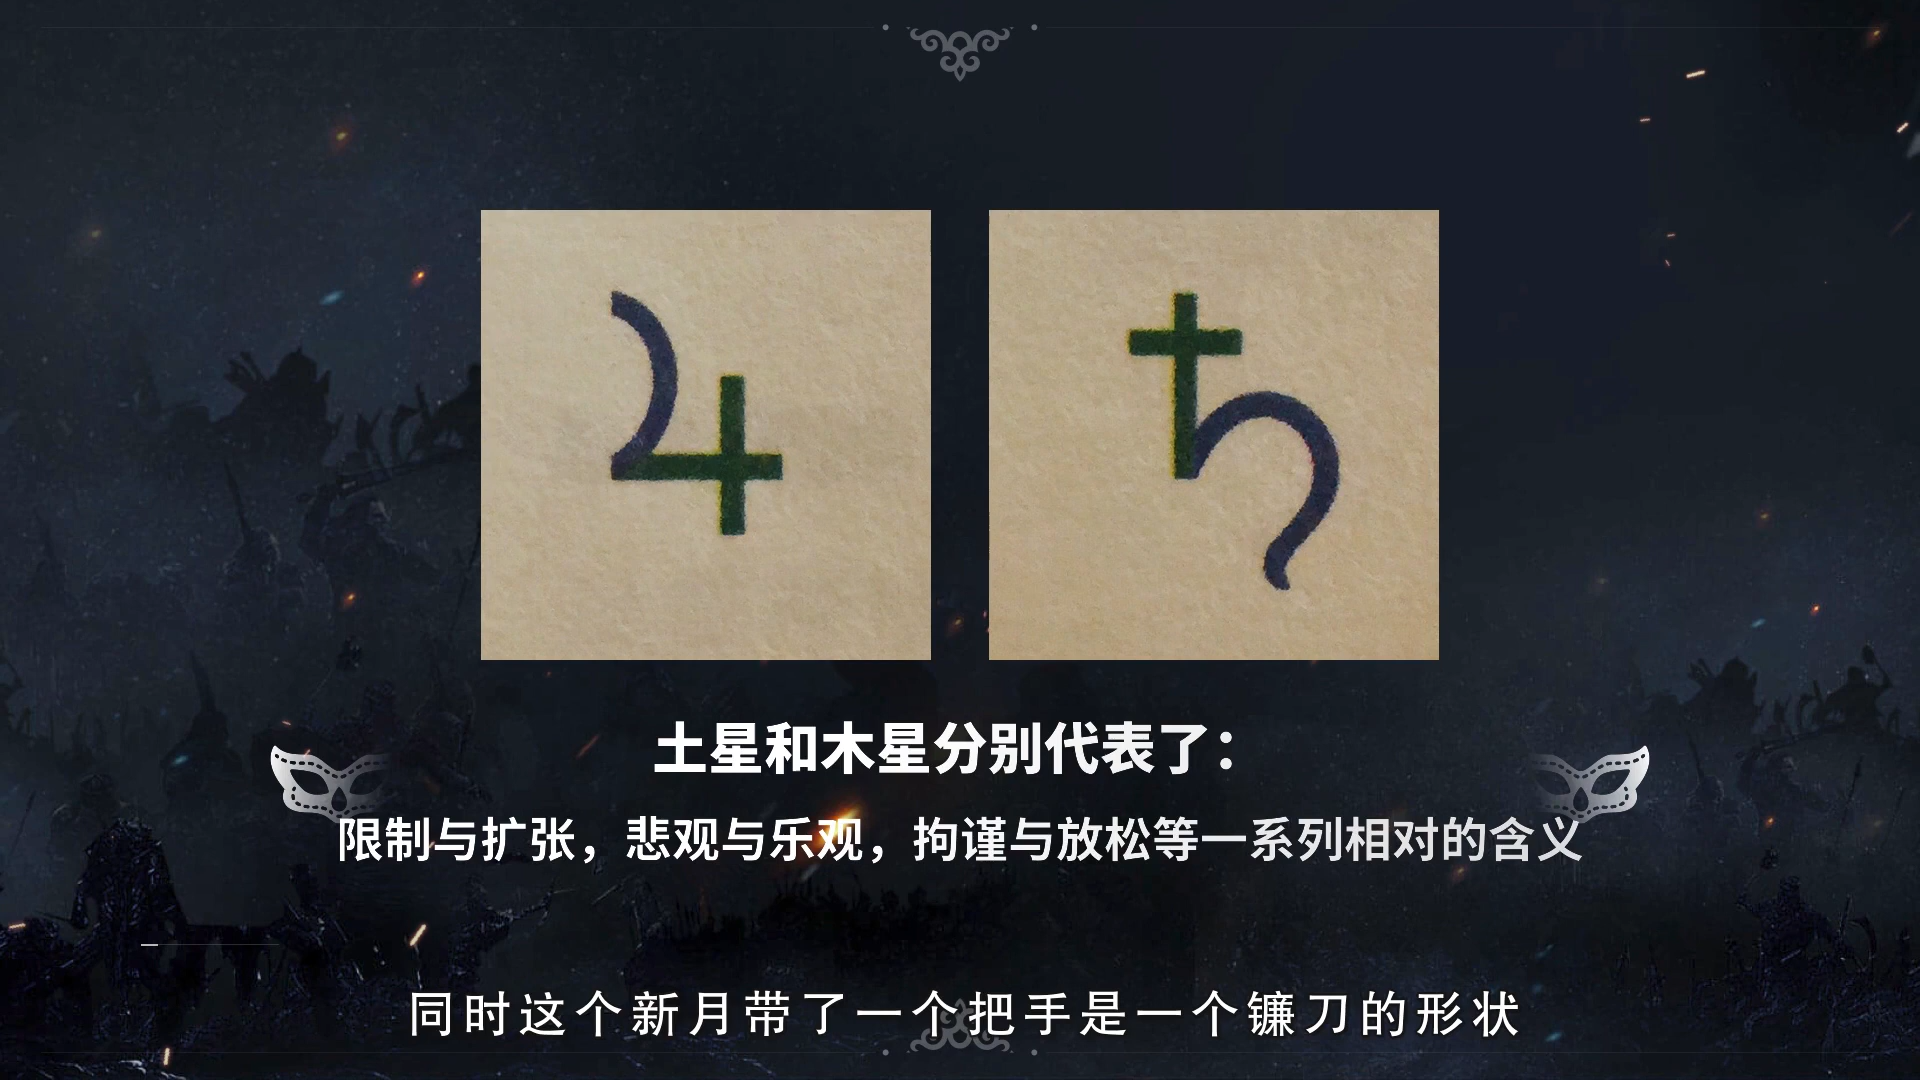 土星和木星分别代表了：
限制与扩张，悲观与乐观，拘谨与放松等一系列相对的含义
同时这个新月带了一个把手是一个镰刀的形状